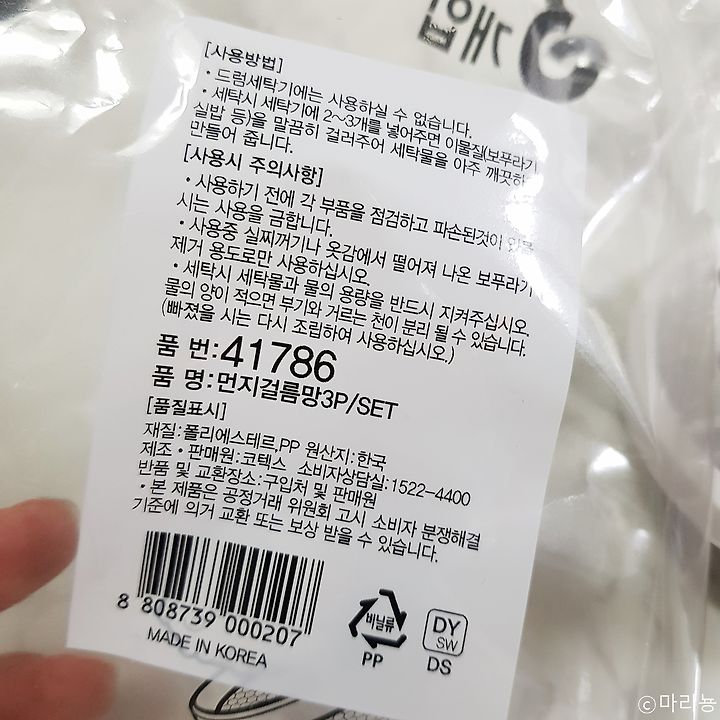 개입
[사용방법]
• 드럼세탁기에는 사용하실 수 없습니다.
• 세탁시 세탁기에 2~3개를 넣어주면 이물질(보푸라기,
실밥 등)을 말끔히 걸러주어 세탁물을 아주 깨끗하
만들어 줍니다.
[사용시 주의사항]
• 사용하기 전에 각 부품을 점검하고 파손된것이
시는 사용을 금합니다.
• 사용중 실찌꺼기나 옷감에서 떨어져 나온 보푸라기
제거 용도로만 사용하십시오.
• 세탁시 세탁물과 물의 용량을 반드시 지켜주십시오.
물의 양이 적으면 부기와 거르는 천이 분리 될 수 있습니다.
(빠졌을 시는 다시 조립하여 사용하십시오.)
품 번:41786
품 명:먼지걸름망3P/SET
[품질표시]
재질:폴리에스테르,PP 원산지:한국
제조 • 판매원:코텍스 소비자상담실:1522-4400
반품 및 교환장소:구입처 및 판매원
• 본 제품은 공정거래 위원회 고시 소비자 분쟁해결
기준에 의거 교환 또는 보상 받을 수 있습니다.
8 808739 000207
MADE IN KOREA
비닐류
PP
DY
SW
DS
ⓒ마리뇽